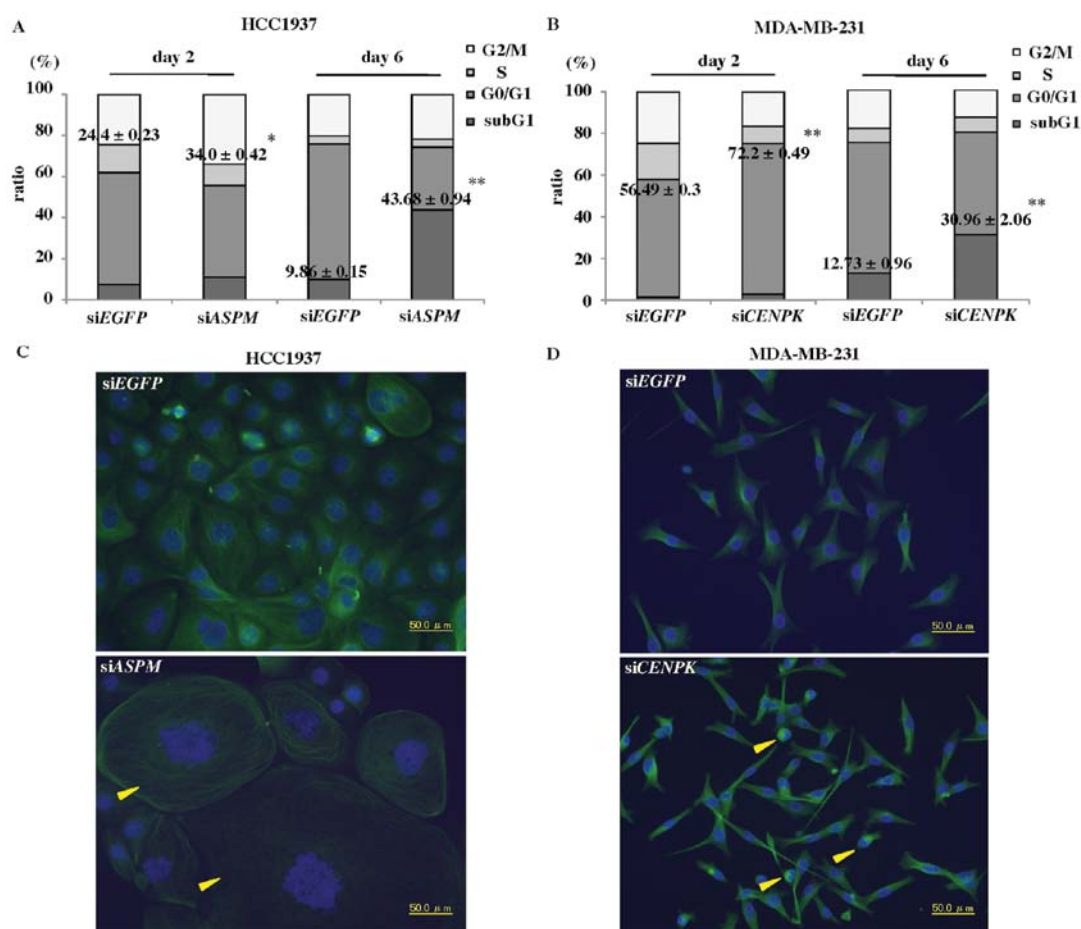 A
HCC1937
(%)
day 2
day 6
G2/M
S
G0/G1
subG1
ratio
100
80
60
40
20
0
24.4 ± 0.23
34.0 ± 0.42
*
9.86 ± 0.15
43.68 ± 0.94
**
siEGFP
siASPM
siEGFP
siASPM
B
MDA-MB-231
(%)
day 2
day 6
G2/M
S
G0/G1
subG1
ratio
100
80
60
40
20
0
56.49 ± 0.3
72.2 ± 0.49
**
12.73 ± 0.96
30.96 ± 2.06
**
siEGFP
siCENPK
siEGFP
siCENPK
C
HCC1937
siEGFP
50.0 μm
siASPM
50.0 μm
D
MDA-MB-231
siEGFP
50.0 μm
siCENPK
50.0 μm